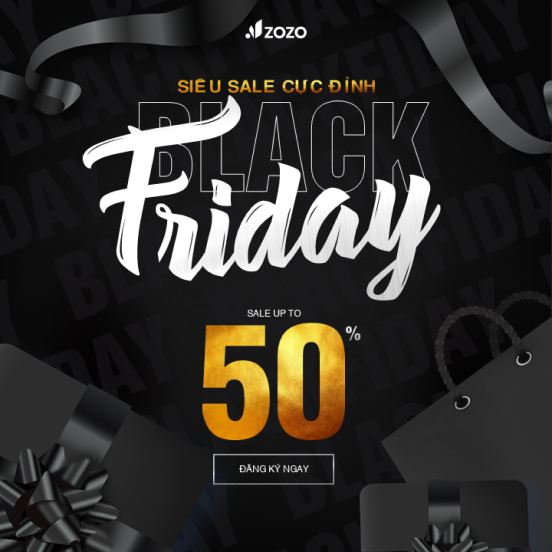 ZOZO
SIÊU SALE CỰC ĐỈNH
BLACK
Friday
SALE UP TO
50%
ĐĂNG KÝ NGAY